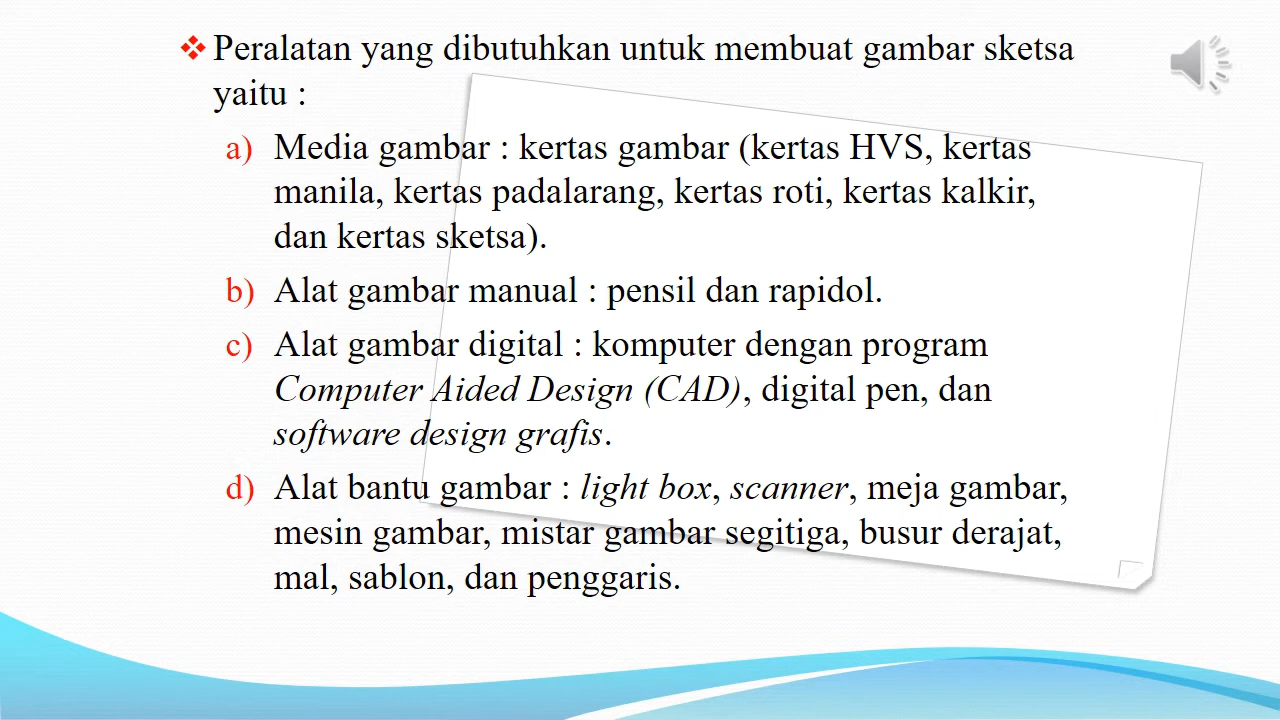 Peralatan yang dibutuhkan untuk membuat gambar sketsa
yaitu :
a) Media gambar : kertas gambar (kertas HVS, kertas
manila, kertas padalarang, kertas roti, kertas kalkir,
dan kertas sketsa).
b) Alat gambar manual : pensil dan rapidol.
c) Alat gambar digital : komputer dengan program
Computer Aided Design (CAD), digital pen, dan
software design grafis.
d) Alat bantu gambar : light box, scanner, meja gambar,
mesin gambar, mistar gambar segitiga, busur derajat,
mal, sablon, dan penggaris.